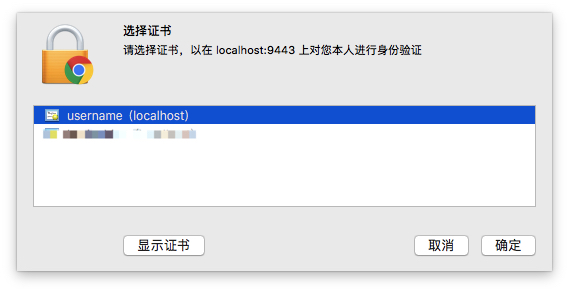 选择证书
请选择证书，以在 localhost:9443 上对您本人进行身份验证
username (localhost)
显示证书
取消
确定